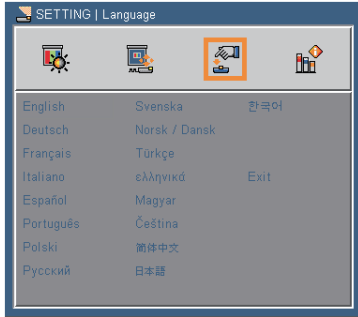 SETTING | Language
English Svenska 한국어
Deutsch Norsk / Dansk
Français Türkçe
Italiano ελληνικά Exit
Español Magyar
Português Čeština
Polski 简体中文
Русский 日本語